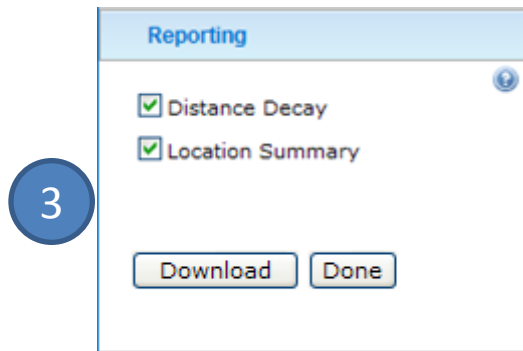 Reporting
Distance Decay
Location Summary
3
Download Done